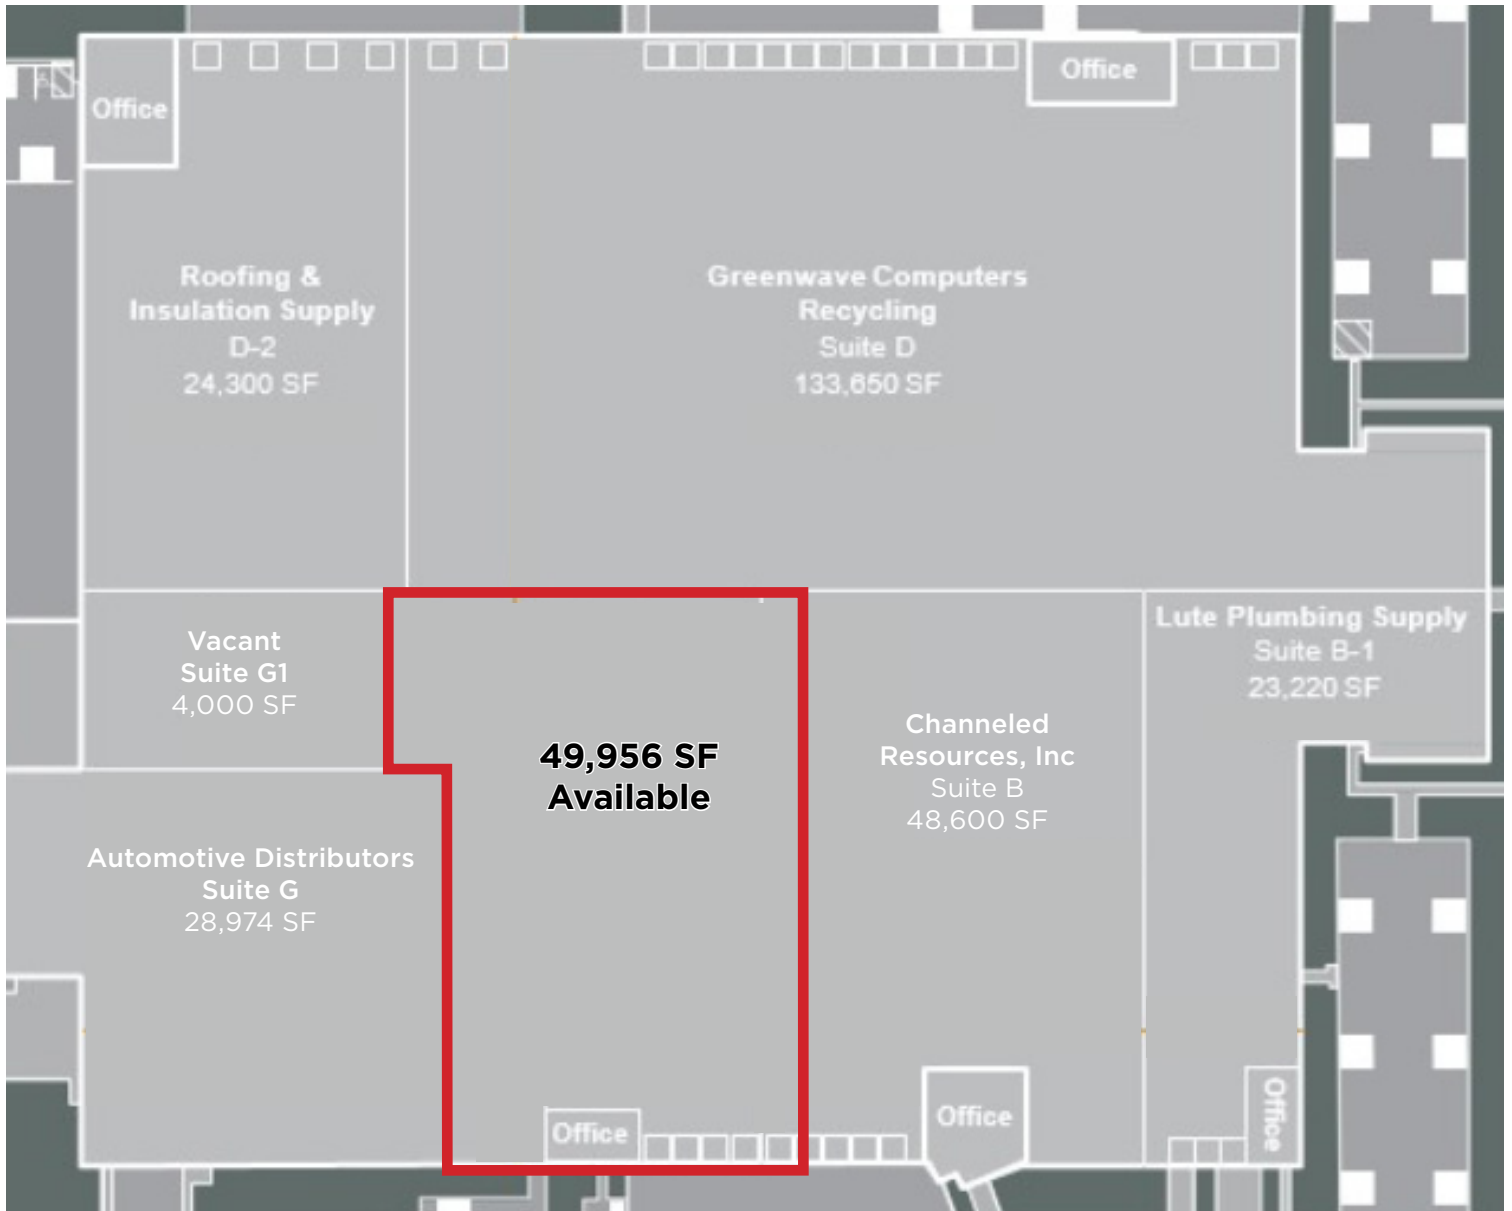 Office
Office
Roofing &
Insulation Supply
D-2
24,300 SF
Greenwave Computers
Recycling
Suite D
133,650 SF
Vacant
Suite G1
4,000 SF
Lute Plumbing Supply
Suite B-1
23,220 SF
49,956 SF
Available
Channeled
Resources, Inc
Suite B
48,600 SF
Automotive Distributors
Suite G
28,974 SF
Office
Office
Office